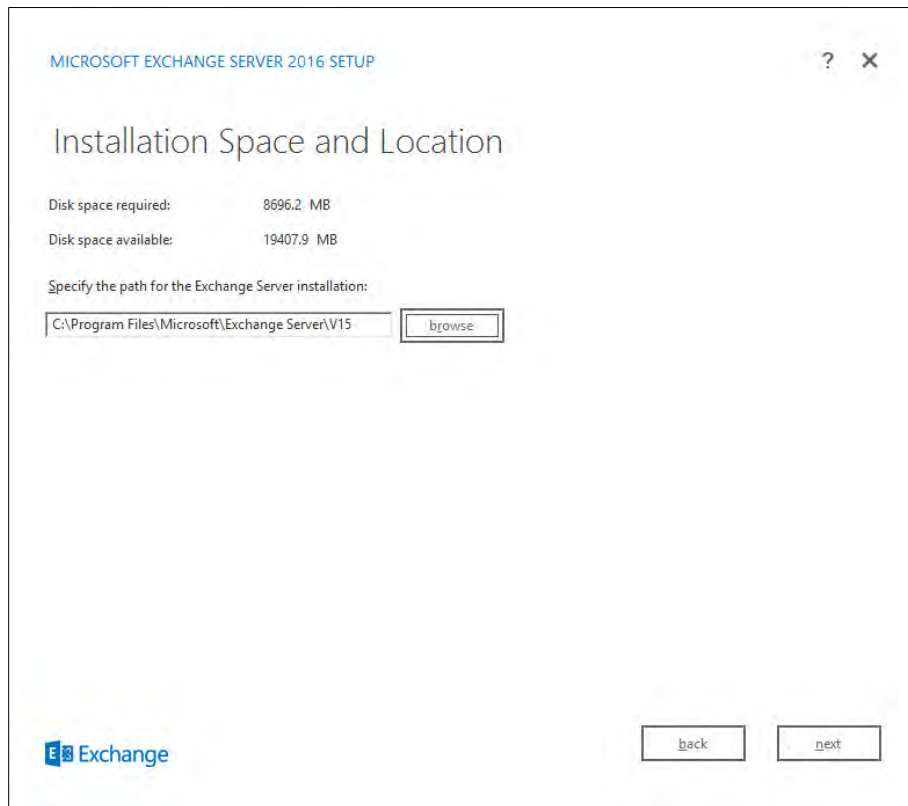 MICROSOFT EXCHANGE SERVER 2016 SETUP ? ✕
Installation Space and Location
Disk space required: 8696.2 MB
Disk space available: 19407.9 MB
Specify the path for the Exchange Server installation:
C:\Program Files\Microsoft\Exchange Server\V15 browse
E Exchange back next